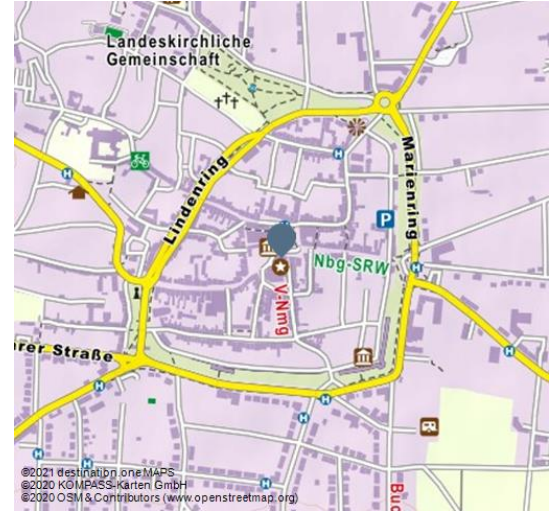 Landeskirchliche
Gemeinschaft
Lindenring
Marienring
P
Nbg-SRW
V-Nmg
rer Straße
H
H
H
H
H
H
H
H
H
Buc
©2021 destination.one MAPS
©2020 KOMPASS-Karten GmbH
©2020 OSM & Contributors (www.openstreetmap.org)